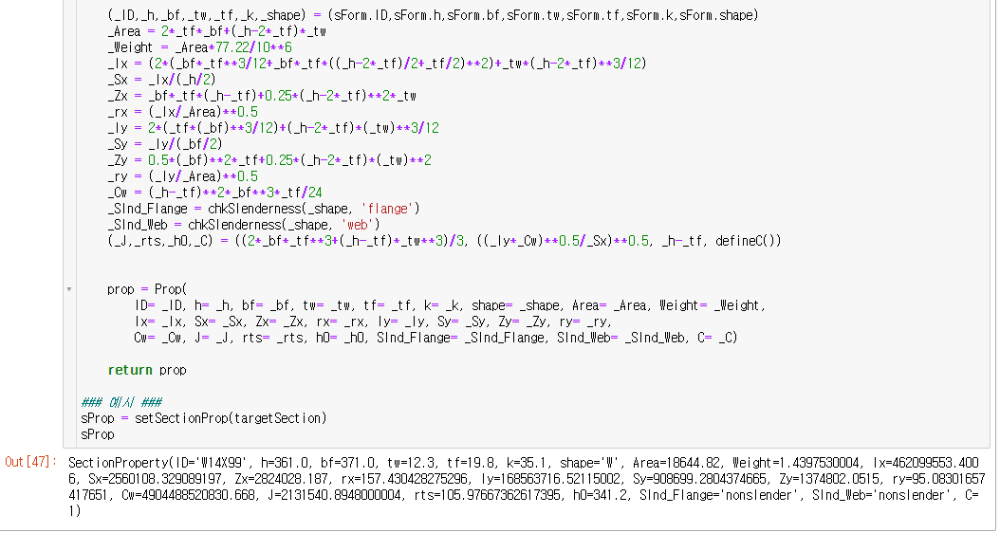 (_ID,_h,_bf,_tw,_tf,_k,_shape) = (sForm.ID,sForm.h,sForm.bf,sForm.tw,sForm.tf,sForm.k,sForm.shape)
_Area = 2*_tf*_bf+(_h-2*_tf)*_tw
_Weight = _Area*77.22/10**6
_Ix = (2*(_bf*_tf**3/12+_bf*_tf*((_h-2*_tf)/2+_tf/2)**2)+_tw*(_h-2*_tf)**3/12)
_Sx = _Ix/(_h/2)
_Zx = _bf*_tf*(_h-_tf)+0.25*(_h-2*_tf)**2*_tw
_rx = (_Ix/_Area)**0.5
_Iy = 2*(_tf*(_bf)**3/12)+(_h-2*_tf)*(_tw)**3/12
_Sy = _Iy/(_bf/2)
_Zy = 0.5*(_bf)**2*_tf+0.25*(_h-2*_tf)*(_tw)**2
_ry = (_Iy/_Area)**0.5
_Cw = (_h-_tf)**2*_bf**3*_tf/24
_Slnd_Flange = chkSlenderness(_shape, 'flange')
_Slnd_Web = chkSlenderness(_shape, 'web')
(_J,_rts,_h0,_C) = ((2*_bf*_tf**3+(_h-_tf)*_tw**3)/3, ((_Iy*_Cw)**0.5/_Sx)**0.5, _h-_tf, defineC())
prop = Prop(
ID= _ID, h= _h, bf= _bf, tw= _tw, tf= _tf, k= _k, shape= _shape, Area= _Area, Weight= _Weight,
Ix= _Ix, Sx= _Sx, Zx= _Zx, rx= _rx, Iy= _Iy, Sy= _Sy, Zy= _Zy, ry= _ry,
Cw= _Cw, J= _J, rts= _rts, h0= _h0, Slnd_Flange= _Slnd_Flange, Slnd_Web= _Slnd_Web, C= _C)
return prop
### 예시 ###
sProp = setSectionProp(targetSection)
sProp
Out[47]: SectionProperty(ID='W14X99', h=361.0, bf=371.0, tw=12.3, tf=19.8, k=35.1, shape='W', Area=18644.82, Weight=1.4397530004, Ix=462099553.400
6, Sx=2560108.329089197, Zx=2824028.187, rx=157.430428275296, Iy=168563716.52115002, Sy=908699.2804374665, Zy=1374802.0515, ry=95.08301657
417651, Cw=4904488520830.668, J=2131540.8948000004, rts=105.97667362617395, h0=341.2, Slnd_Flange='nonslender', Slnd_Web='nonslender', C=
1)